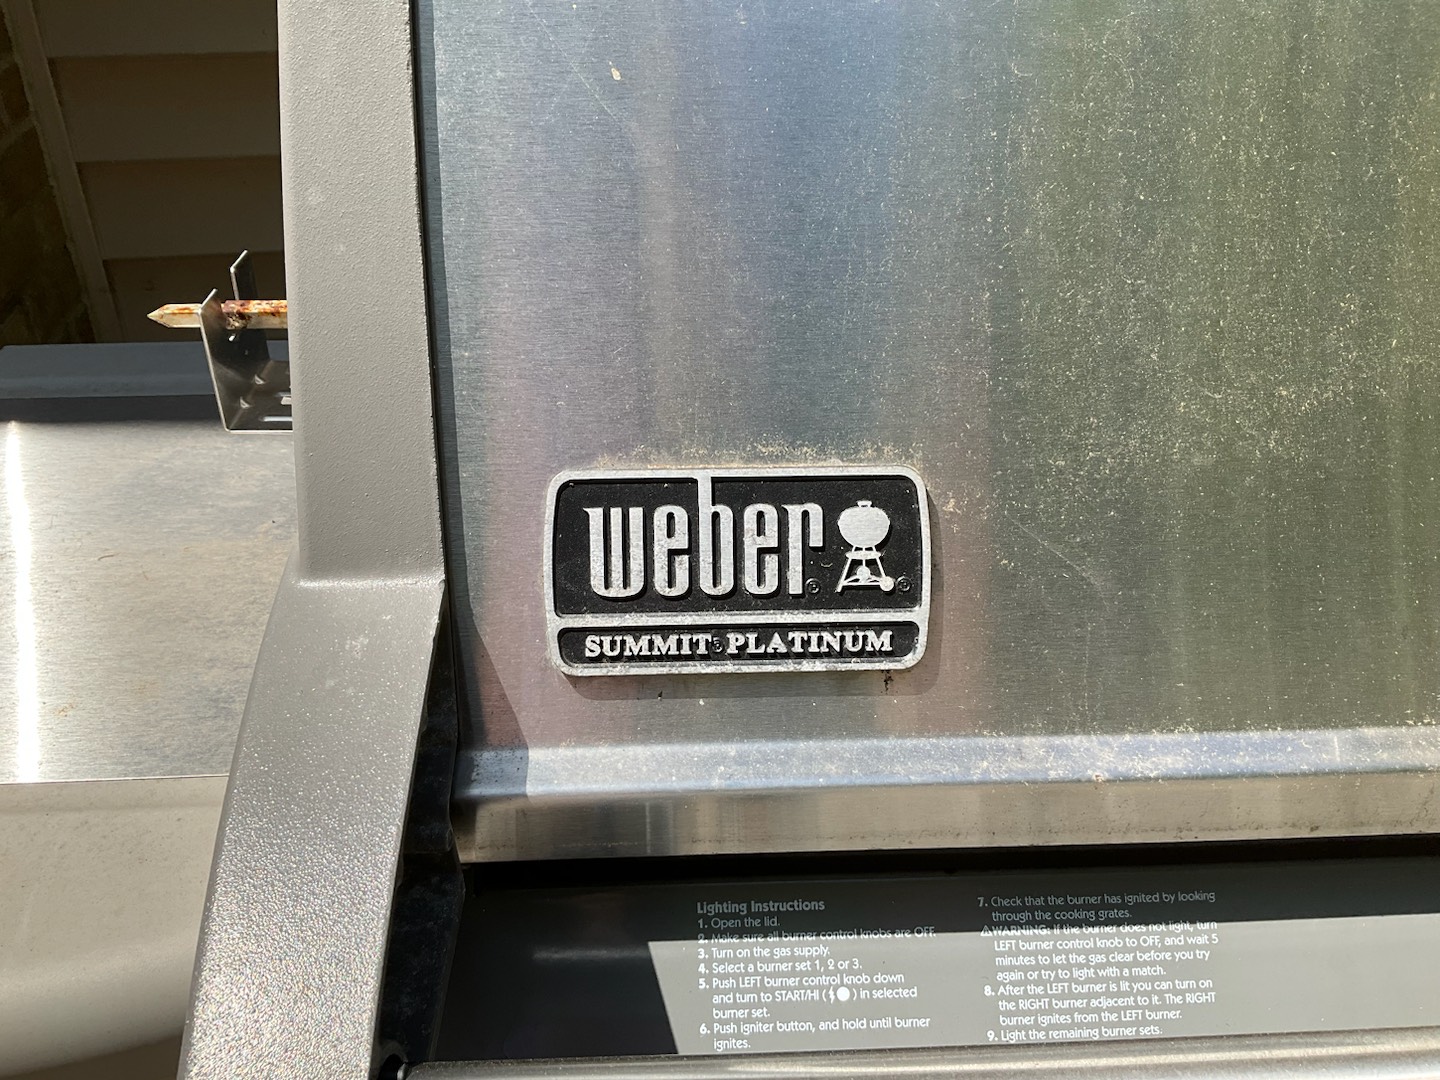 weber
SUMMIT® PLATINUM
Lighting Instructions
1. Open the lid.
2. Make sure all burner control knobs are OFF.
3. Turn on the gas supply.
4. Select a burner set 1, 2 or 3.
5. Push LEFT burner control knob down
and turn to START/HI ( ) in selected
burner set.
6. Push igniter button, and hold until burner
ignites.
7. Check that the burner has ignited by looking
through the cooking grates.
⚠WARNING: If the burner does not light, turn
LEFT burner control knob to OFF, and wait 5
minutes to let the gas clear before you try
again or try to light with a match.
8. After the LEFT burner is lit you can turn on
the RIGHT burner adjacent to it. The RIGHT
burner ignites from the LEFT burner.
9. Light the remaining burner sets.